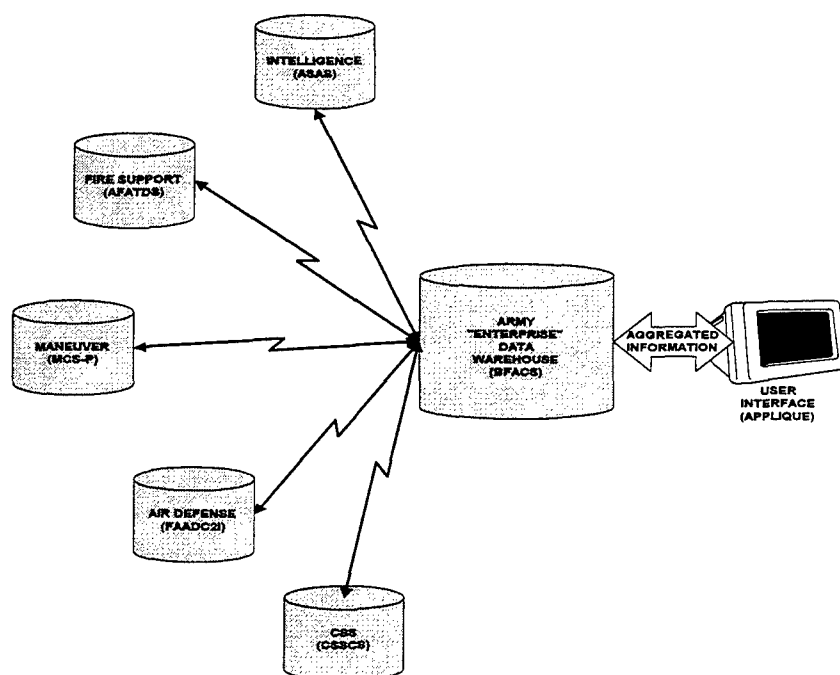 INTELLIGENCE
(ASAS)
FIRE SUPPORT
(AFATDS)
MANEUVER
(MCS-P)
ARMY
"ENTERPRISE"
DATA
WAREHOUSE
(BFACS)
AGGREGATED
INFORMATION
USER
INTERFACE
(APPLIQUE)
AIR DEFENSE
(FAADC2I)
CSS
(CSSCS)